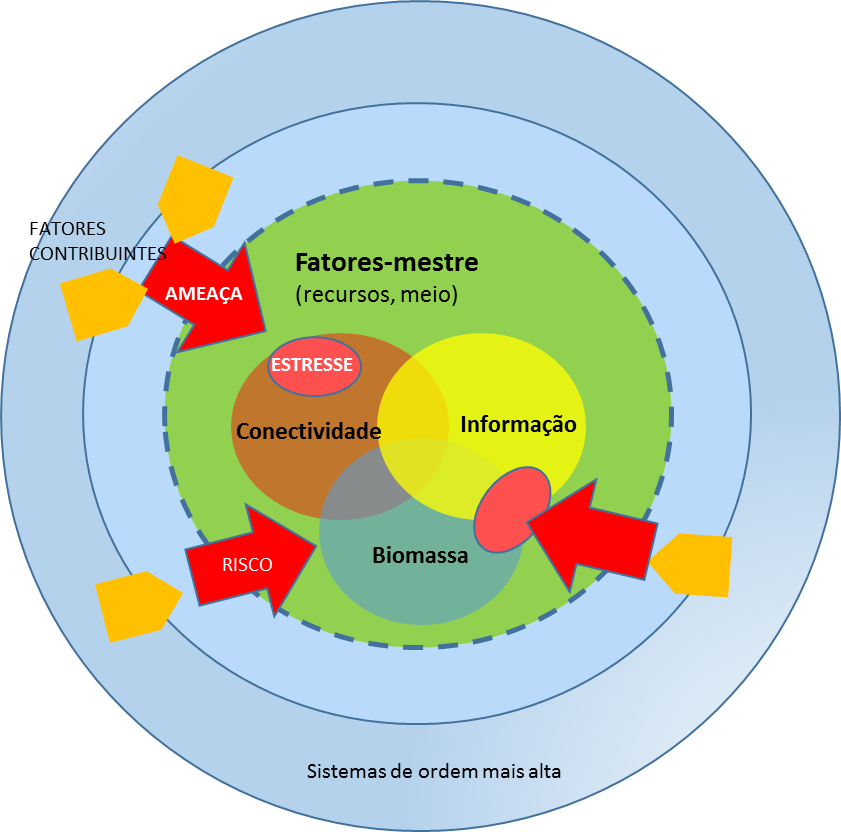 FATORES
CONTRIBUINTES
Fatores-mestre
(recursos, meio)
AMEAÇA
ESTRESSE
Conectividade
Informação
Biomassa
RISCO
Sistemas de ordem mais alta